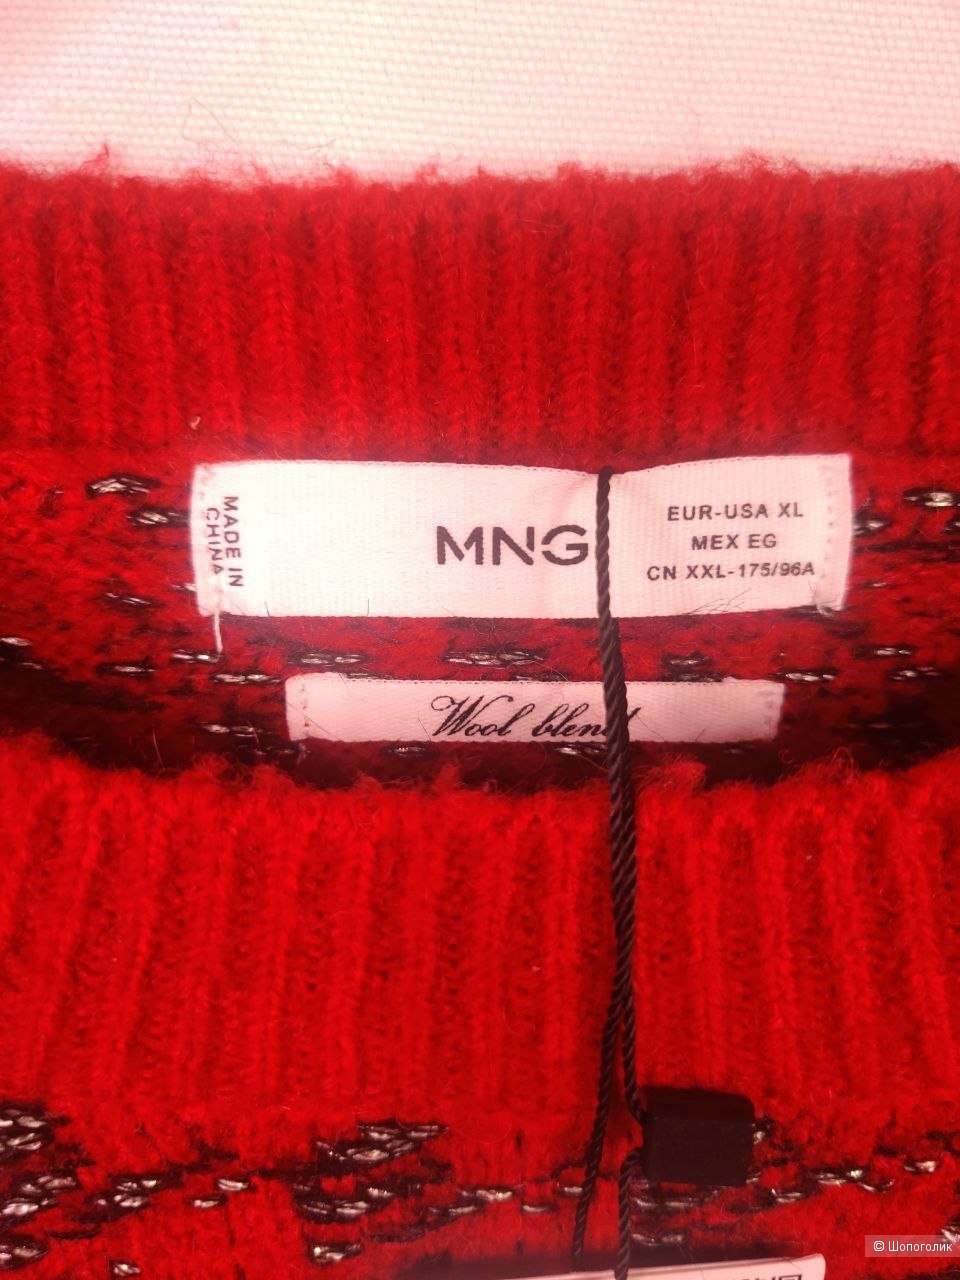 MADE IN
CHINA
MNG
EUR-USA XL
MEX EG
CN XXL-175/96A
Wool blend
© Шопоголик